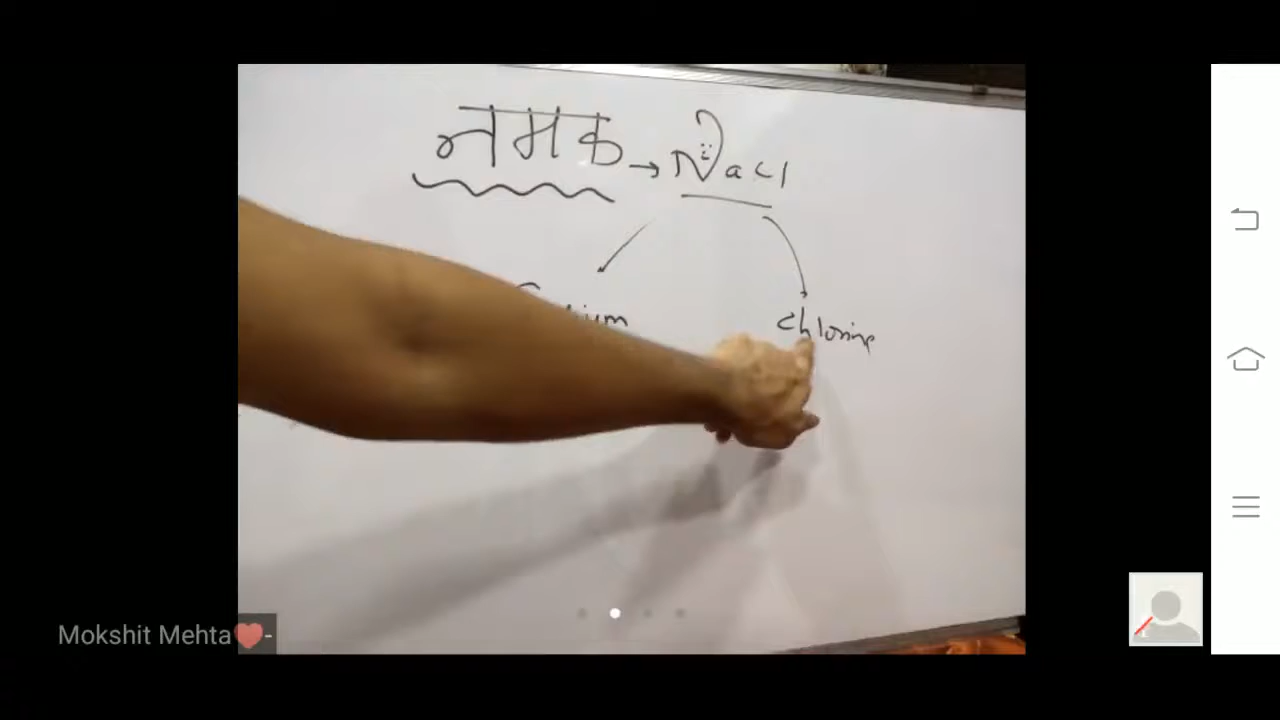 नमक → NaCl
Chlorine
Mokshit Mehta❤️-